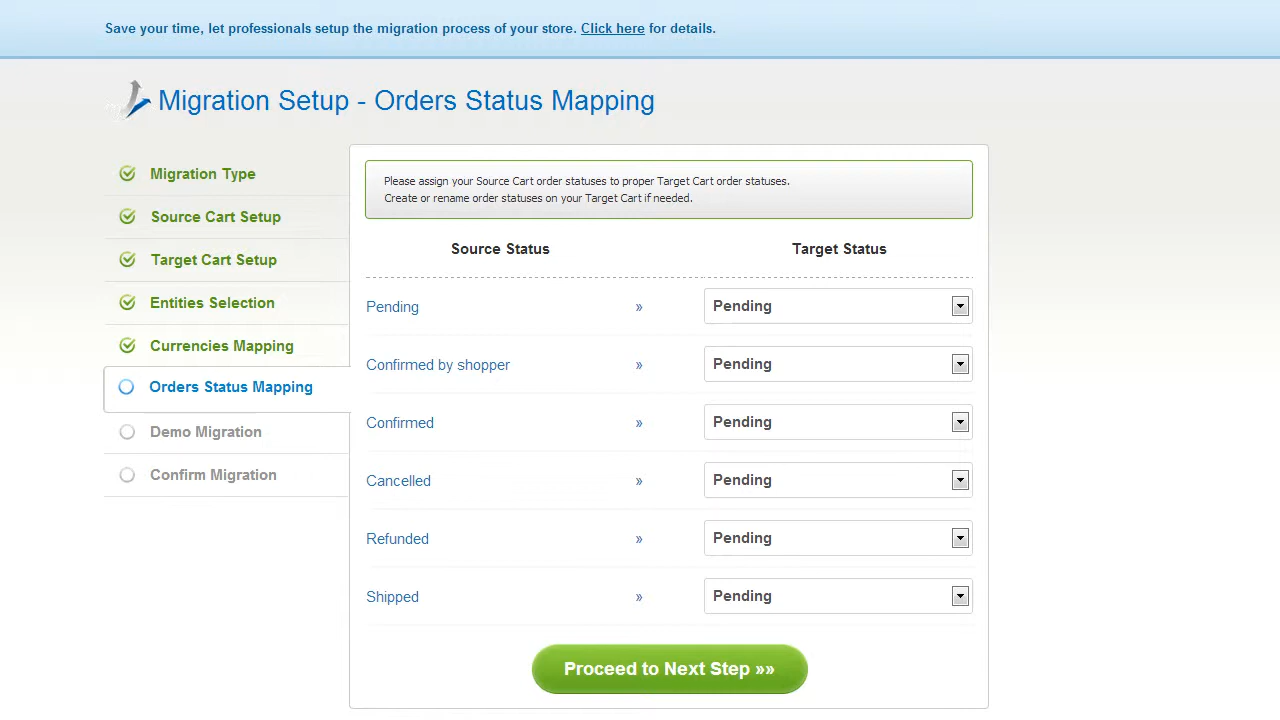 Save your time, let professionals setup the migration process of your store. Click here for details.
Migration Setup - Orders Status Mapping
Migration Type
Source Cart Setup
Target Cart Setup
Entities Selection
Currencies Mapping
Orders Status Mapping
Demo Migration
Confirm Migration
Please assign your Source Cart order statuses to proper Target Cart order statuses.
Create or rename order statuses on your Target Cart if needed.
Source Status Target Status
Pending » Pending
Confirmed by shopper » Pending
Confirmed » Pending
Cancelled » Pending
Refunded » Pending
Shipped » Pending
Proceed to Next Step »»